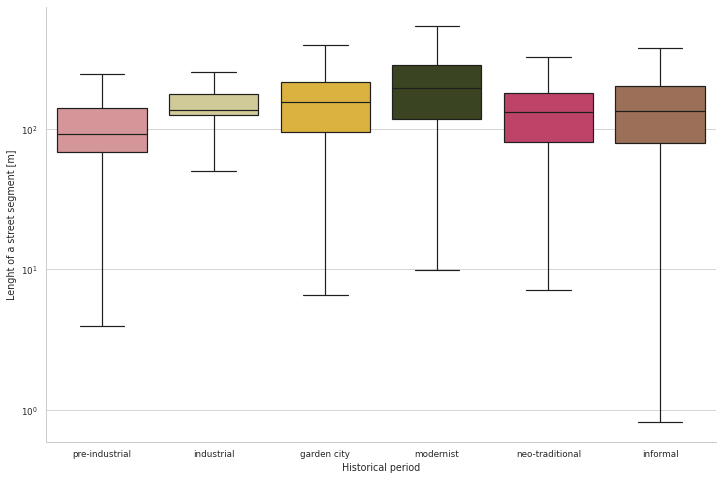 Lenght of a street segment [m]
10²
10¹
10⁰
pre-industrial
industrial
garden city
modernist
neo-traditional
informal
Historical period